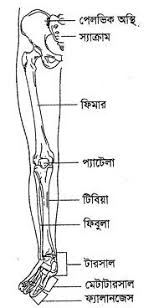 পেলভিক অস্থি
স্যাক্রাম
ফিমার
প্যাটেলা
টিবিয়া
ফিবুলা
টারসাল
মেটাটারসাল
ফ্যালানজেস